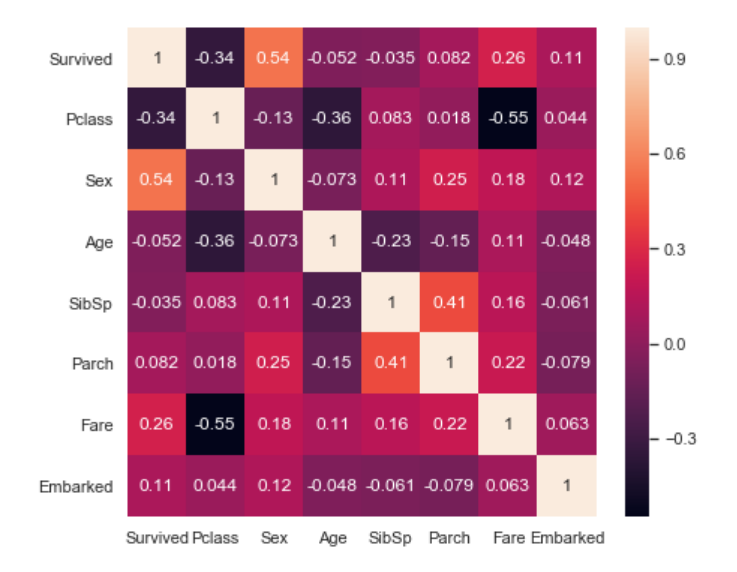 Survived 1 -0.34 0.54 -0.052 -0.035 0.082 0.26 0.11
Pclass -0.34 1 -0.13 -0.36 0.083 0.018 -0.55 0.044
Sex 0.54 -0.13 1 -0.073 0.11 0.25 0.18 0.12
Age -0.052 -0.36 -0.073 1 -0.23 -0.15 0.11 -0.048
SibSp -0.035 0.083 0.11 -0.23 1 0.41 0.16 -0.061
Parch 0.082 0.018 0.25 -0.15 0.41 1 0.22 -0.079
Fare 0.26 -0.55 0.18 0.11 0.16 0.22 1 0.063
Embarked 0.11 0.044 0.12 -0.048 -0.061 -0.079 0.063 1
Survived Pclass Sex Age SibSp Parch Fare Embarked
0.9
0.6
0.3
0.0
−0.3